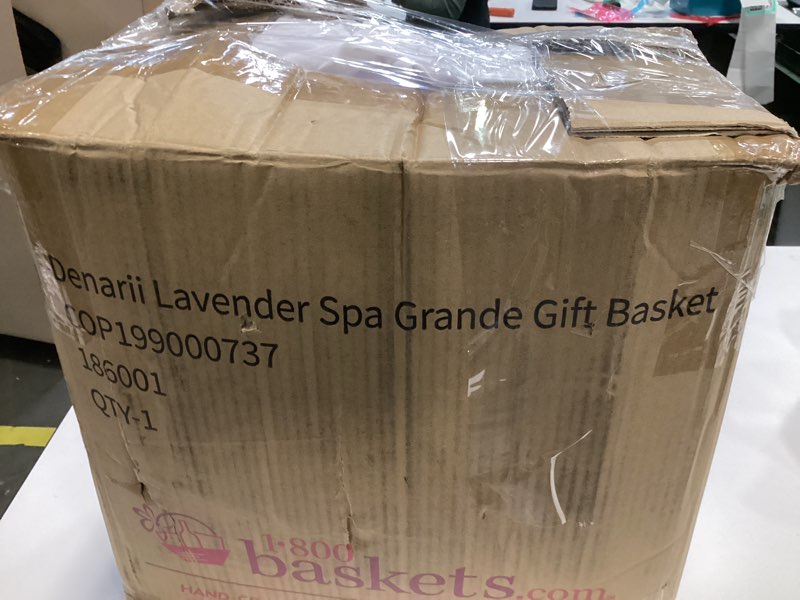 Denarii Lavender Spa Grande Gift Basket
COP199000737
186001
QTY-1
1·800
baskets.com